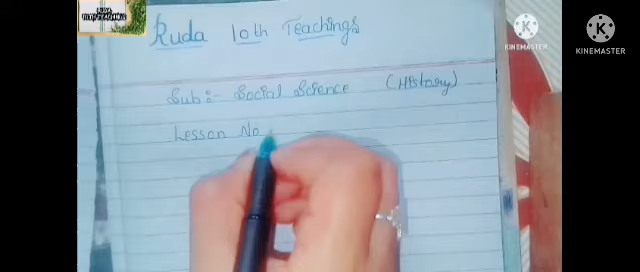 Ruda 10th Teachings
Sub :- Social Science (History)
Lesson No
KINEMASTER
KINEMASTER